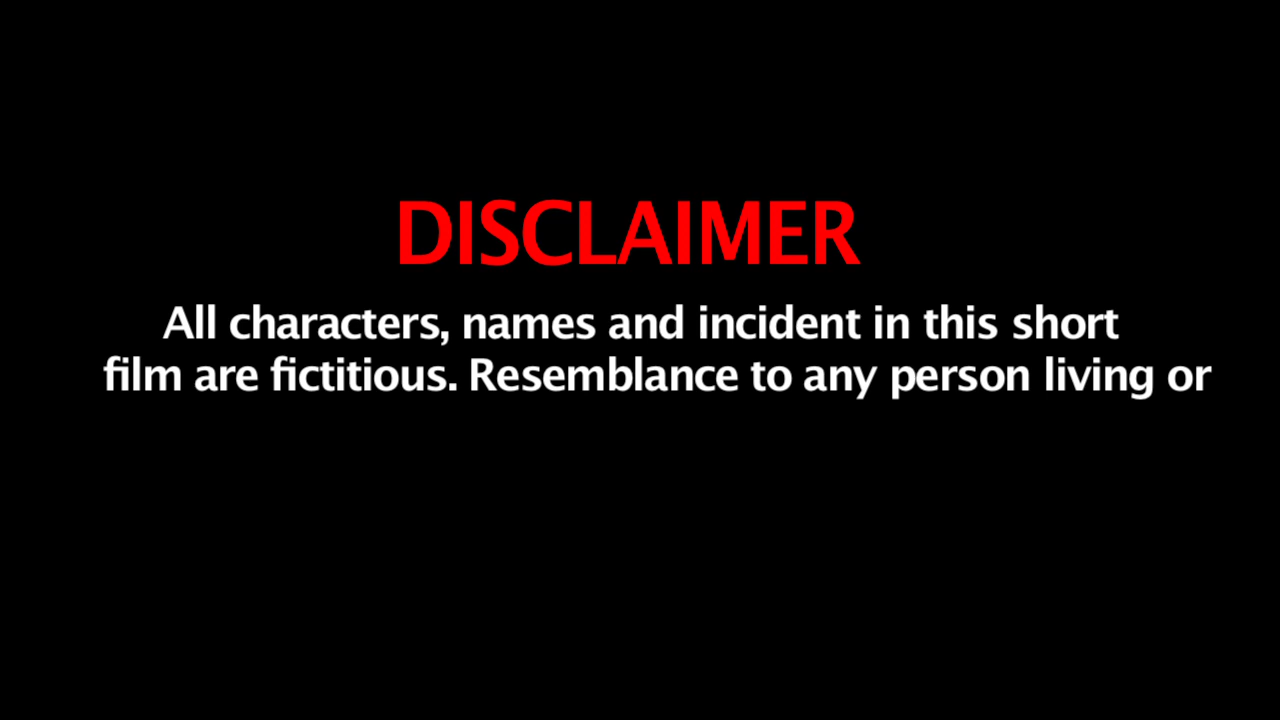 DISCLAIMER
All characters, names and incident in this short
film are fictitious. Resemblance to any person living or